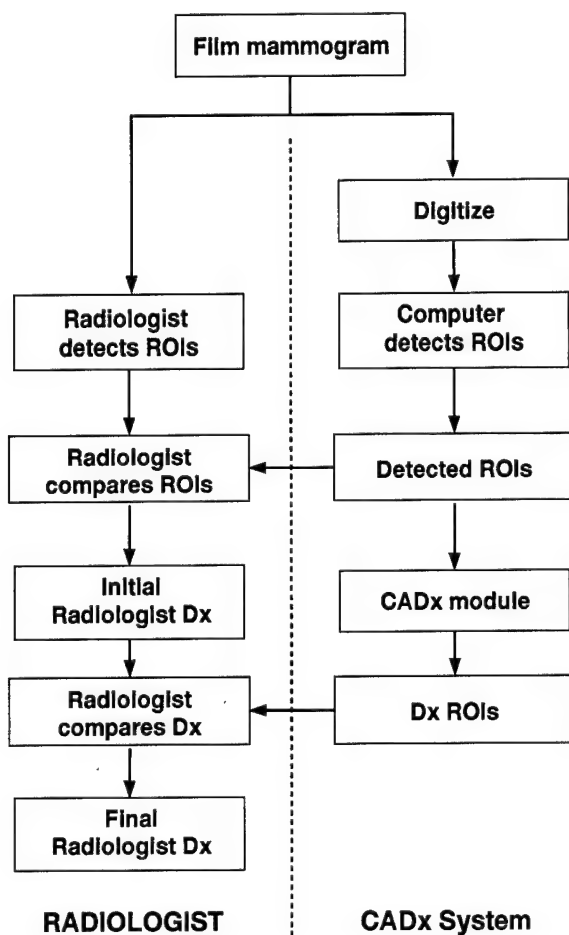 Film mammogram
Digitize
Radiologist
detects ROIs
Computer
detects ROIs
Radiologist
compares ROIs
Detected ROIs
Initial
Radiologist Dx
CADx module
Radiologist
compares Dx
Dx ROIs
Final
Radiologist Dx
RADIOLOGIST
CADx System